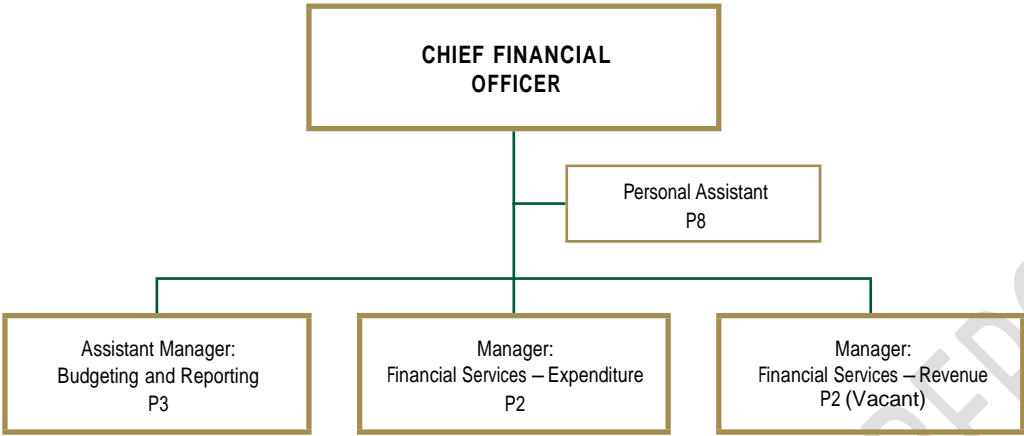 CHIEF FINANCIAL
OFFICER
Personal Assistant
P8
Assistant Manager:
Budgeting and Reporting
P3
Manager:
Financial Services – Expenditure
P2
Manager:
Financial Services – Revenue
P2 (Vacant)